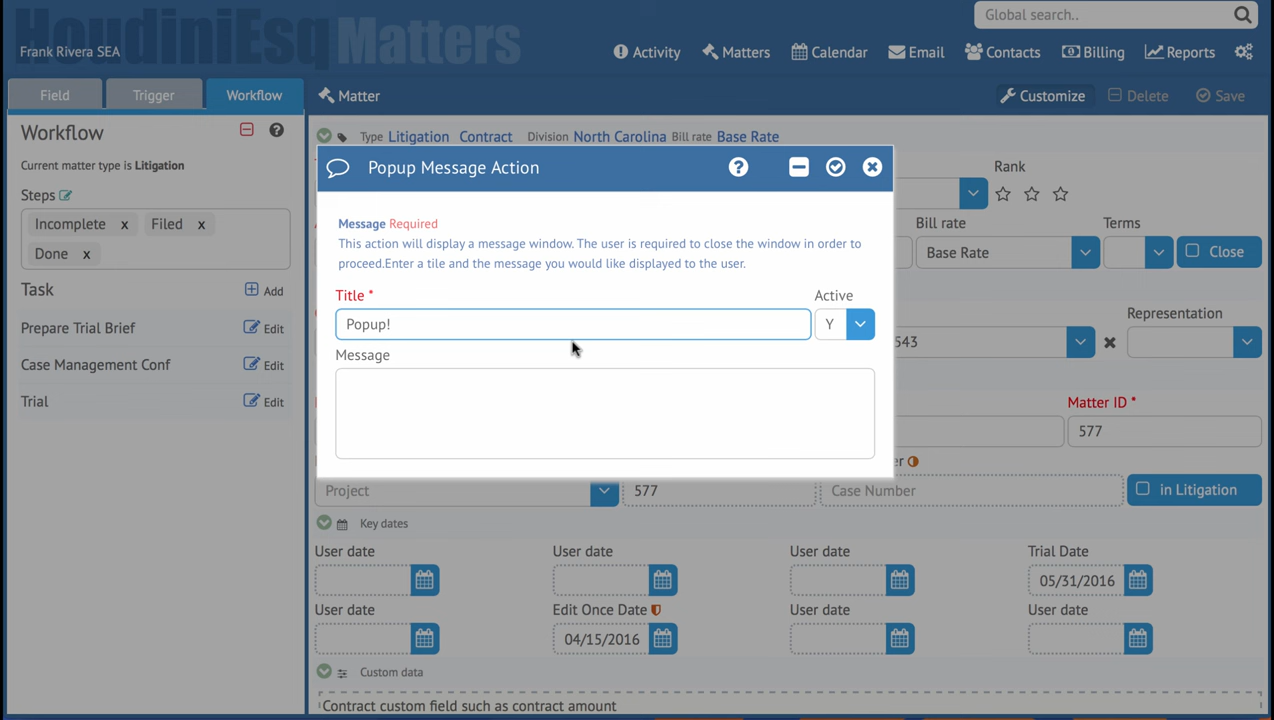 HoudiniEsq Matters
Global search..
Frank Rivera SEA
Activity Matters Calendar Email Contacts Billing Reports
Field Trigger Workflow
Matter
Customize Delete Save
Workflow
Type Litigation Contract Division North Carolina Bill rate Base Rate
Current matter type is Litigation
Popup Message Action
Rank
Steps
Incomplete x Filed x
Done x
Message Required
Bill rate Terms
This action will display a message window. The user is required to close the window in order to
proceed.Enter a tile and the message you would like displayed to the user.
Base Rate Close
Task Add
Title * Active
Representation
Prepare Trial Brief Edit
Popup! Y
543
Message
Case Management Conf Edit
Trial Edit
Matter ID *
577
Project 577 Case Number in Litigation
Key dates
User date User date User date Trial Date
05/31/2016
User date Edit Once Date User date User date
04/15/2016
Custom data
Contract custom field such as contract amount